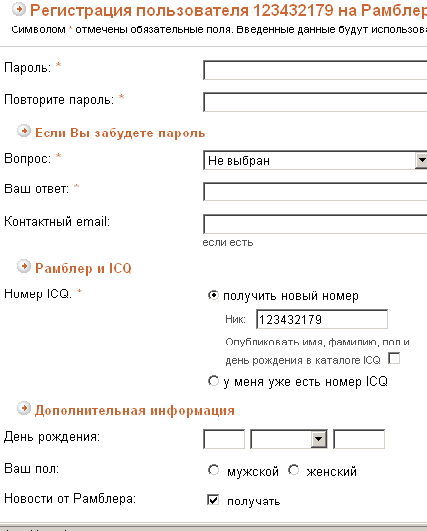 Регистрация пользователя 123432179 на Рамблер
Символом * отмечены обязательные поля. Введенные данные будут использова
Пароль: *
Повторите пароль: *
Если Вы забудете пароль
Вопрос: *
Не выбран
Ваш ответ: *
Контактный email:
если есть
Рамблер и ICQ
Номер ICQ. *
получить новый номер
Ник: 123432179
Опубликовать имя, фамилию, пол и
день рождения в каталоге ICQ
у меня уже есть номер ICQ
Дополнительная информация
День рождения:
Ваш пол:
мужской женский
Новости от Рамблера:
получать